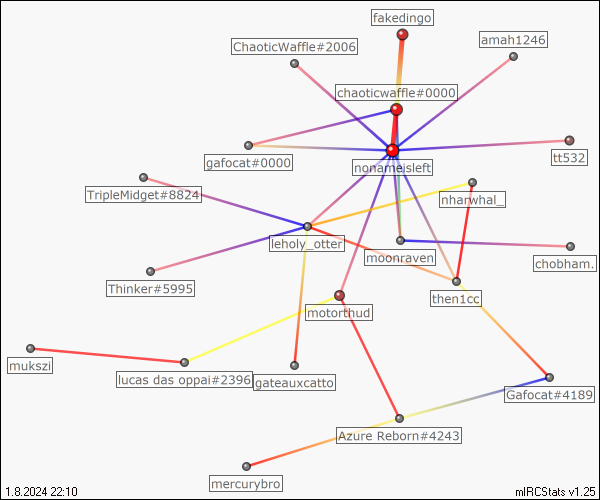 fakedingo
ChaoticWaffle#2006
amah1246
chaoticwaffle#0000
gafocat#0000
nonameisleft
tt532
TripleMidget#8824
nharwhal_
leholy_otter
moonraven
chobham.
Thinker#5995
then1cc
motorthud
mukszi
lucas das oppai#2396
gateauxcatto
Gafocat#4189
Azure Reborn#4243
mercurybro
1.8.2024 22:10
mIRCStats v1.25